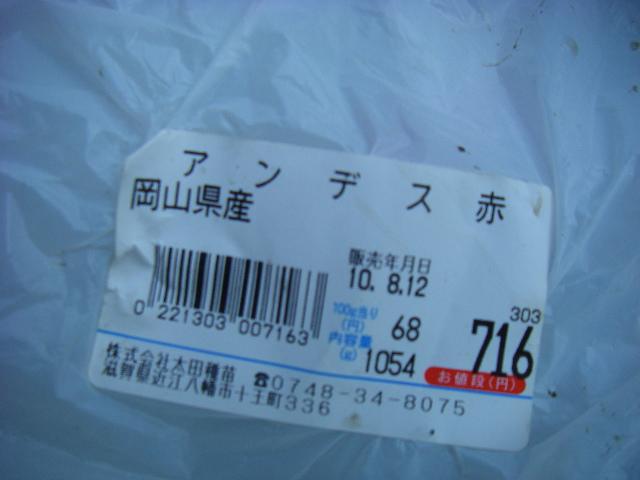 アンデス赤
岡山県産
販売年月日
10. 8.12
0 221303 007163
100g当り
(円)
68
303
716
内容量
(g)
1054
お値段(円)
株式会社太田種苗 ☎0748-34-8075
滋賀県近江八幡市十王町336